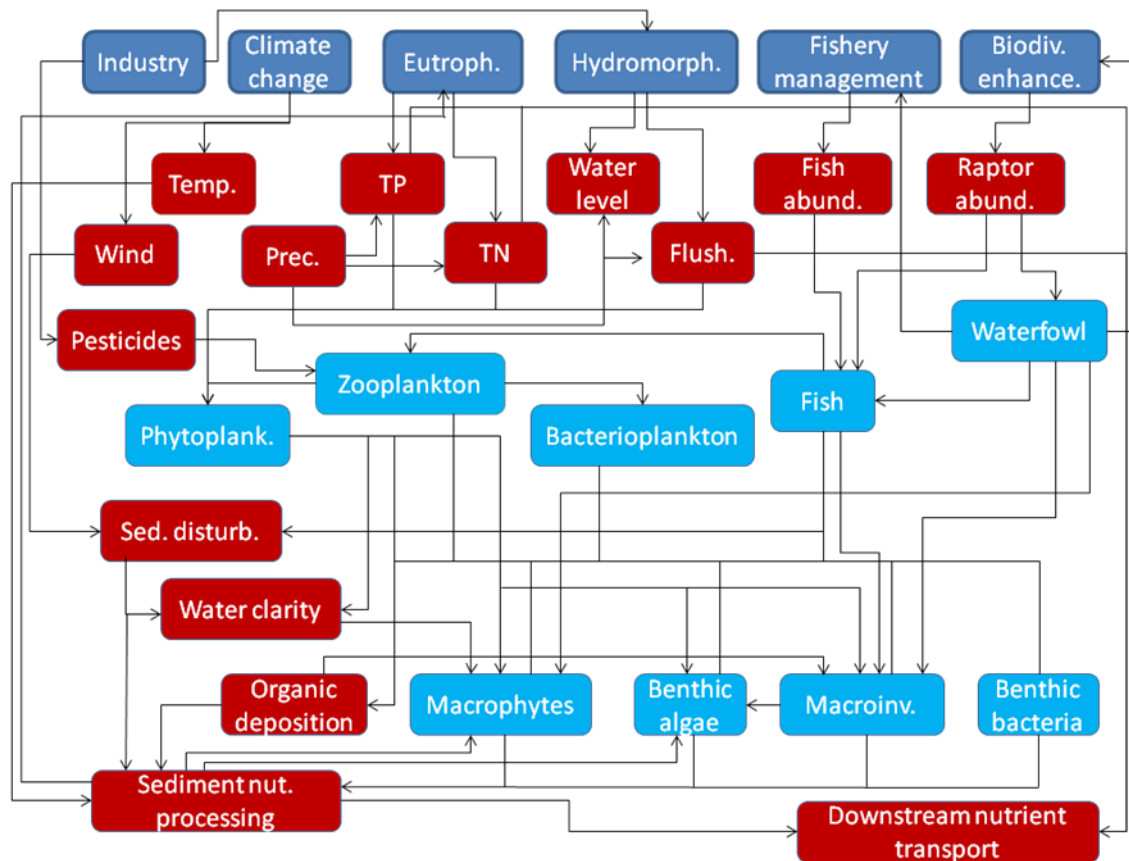 Industry
Climate
change
Eutroph.
Hydromorph.
Fishery
management
Biodiv.
enhance.
Temp.
TP
Water
level
Fish
abund.
Raptor
abund.
Wind
Prec.
TN
Flush.
Pesticides
Waterfowl
Zooplankton
Fish
Phytoplank.
Bacterioplankton
Sed. disturb.
Water clarity
Organic
deposition
Macrophytes
Benthic
algae
Macroinv.
Benthic
bacteria
Sediment nut.
processing
Downstream nutrient
transport